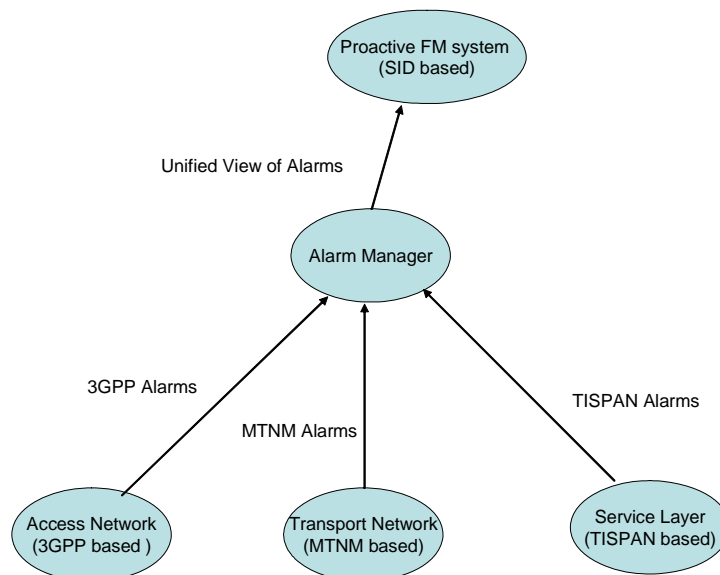 Proactive FM system
(SID based)
Unified View of Alarms
Alarm Manager
3GPP Alarms
TISPAN Alarms
MTNM Alarms
Access Network
(3GPP based )
Transport Network
(MTNM based)
Service Layer
(TISPAN based)